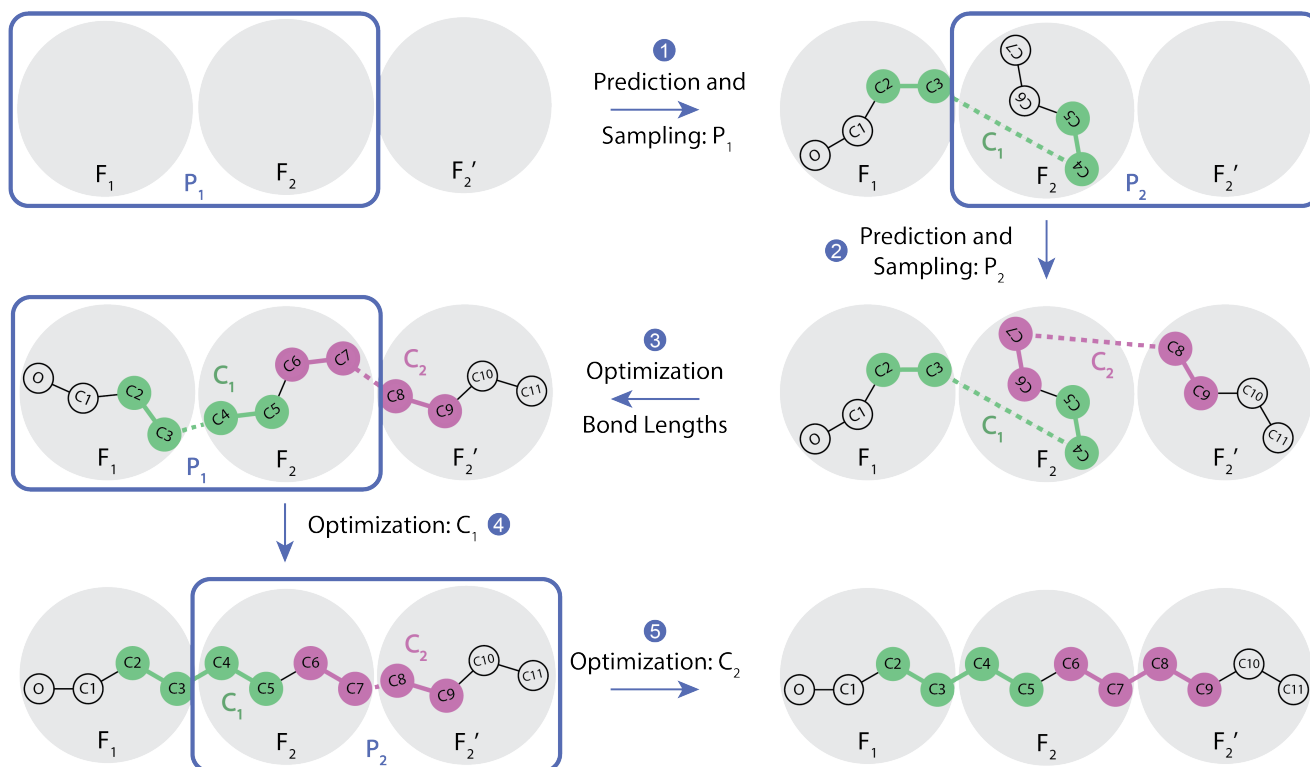 F₁ P₁ F₂ F₂′
1
Prediction and
Sampling: P₁
O C1 C2 C3 C₁ C4 C5 C6 C7
F₁ F₂ P₂ F₂′
2 Prediction and
Sampling: P₂
O C1 C2 C3 C₁ C4 C5 C6 C7 C₂ C8 C9 C10 C11
F₁ F₂ F₂′
3
Optimization
Bond Lengths
O C1 C2 C3 C₁ C4 C5 C6 C7 C₂ C8 C9 C10 C11
F₁ P₁ F₂ F₂′
Optimization: C₁ 4
O C1 C2 C3 C4 C₁ C5 C6 C7 C₂ C8 C9 C10 C11
F₁ F₂ P₂ F₂′
5
Optimization: C₂
O C1 C2 C3 C4 C5 C6 C7 C8 C9 C10 C11
F₁ F₂ F₂′